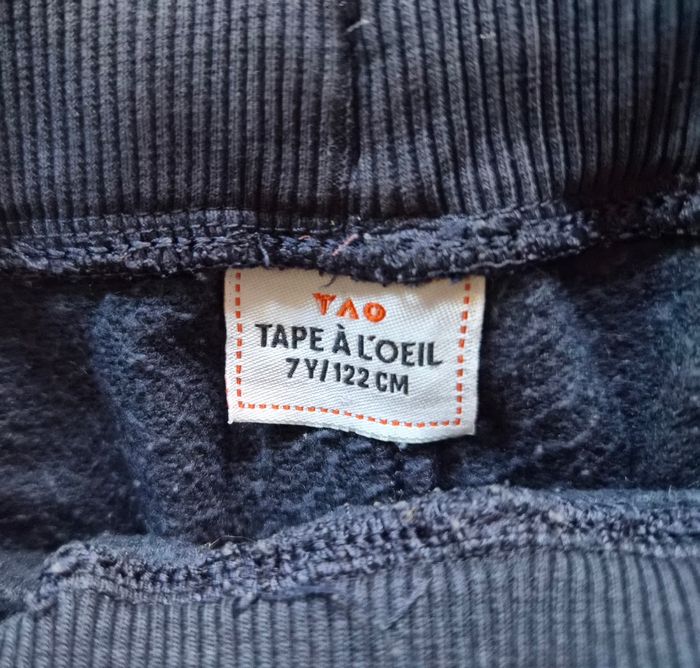 TAO
TAPE À L'OEIL
7 Y/122 CM